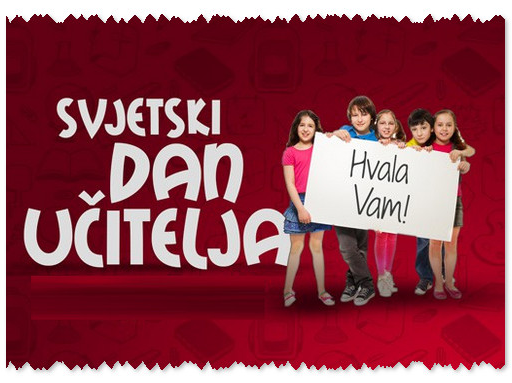 SVJETSKI
DAN
UČITELJA
Hvala
Vam!